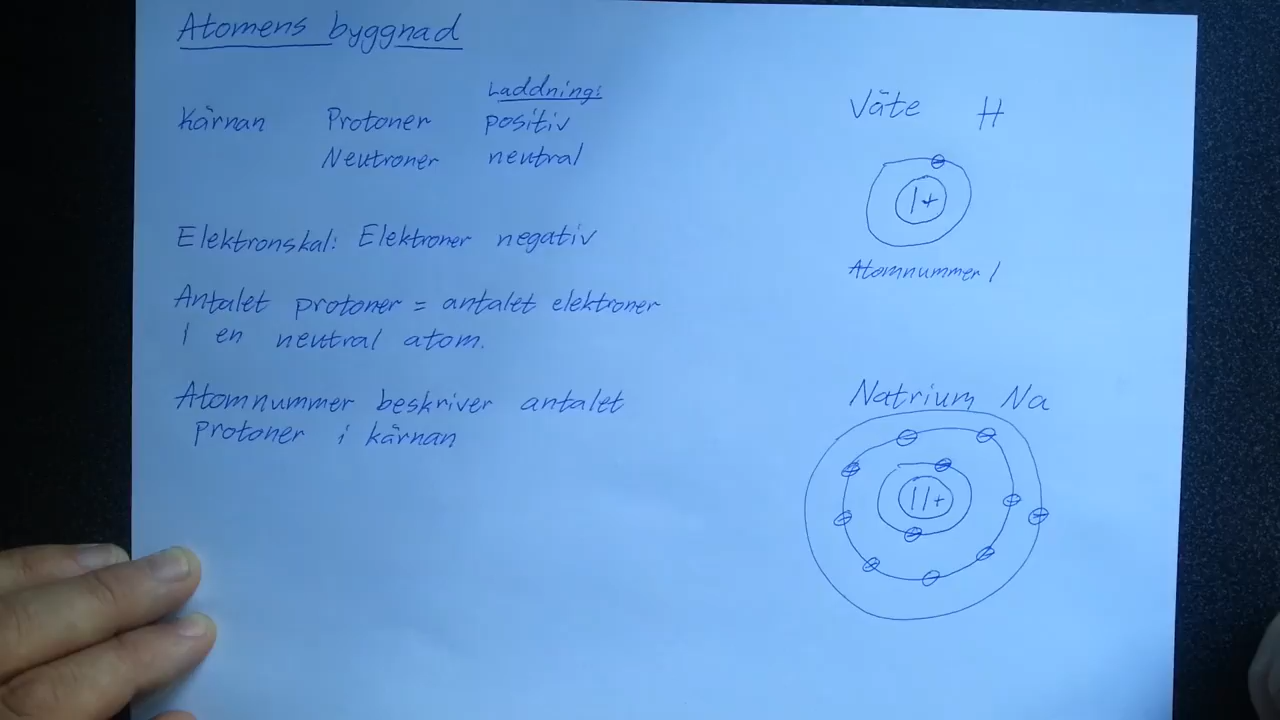 Atomens byggnad
Laddning:
Kärnan Protoner positiv
Neutroner neutral
Elektronskal: Elektroner negativ
Antalet protoner = antalet elektroner
i en neutral atom.
Atomnummer beskriver antalet
protoner i kärnan
Väte H
1+
Atomnummer 1
Natrium Na
11+